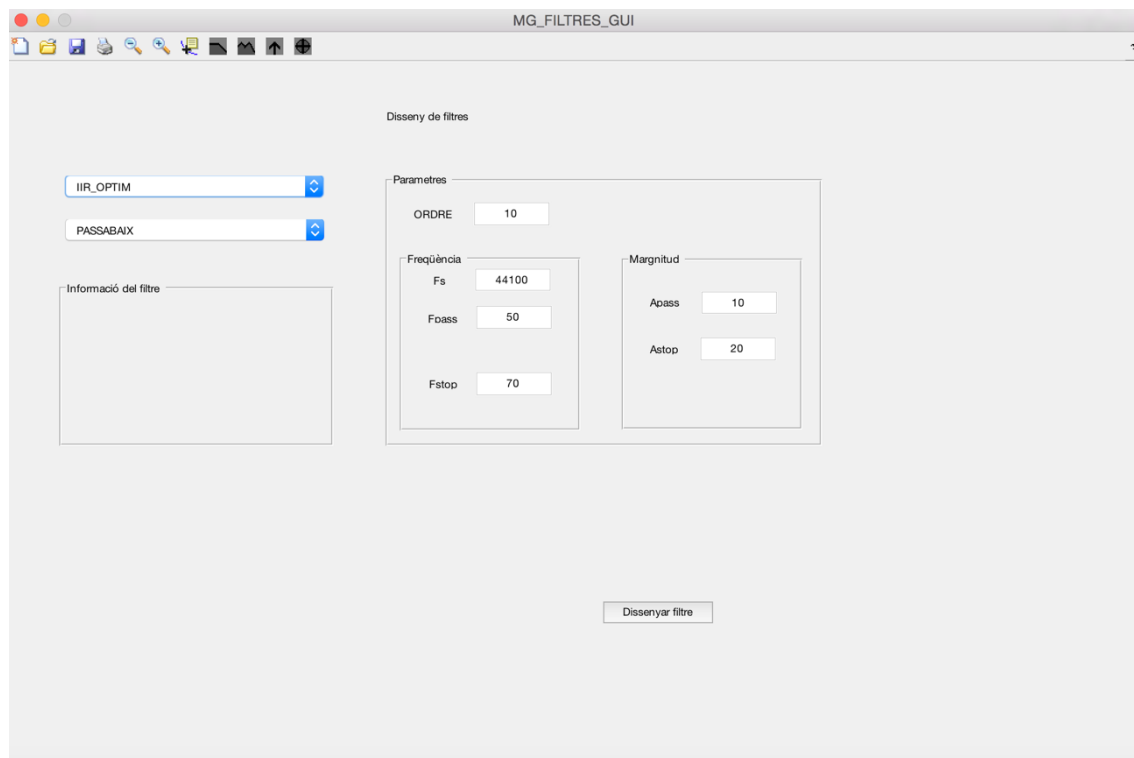 MG_FILTRES_GUI
Disseny de filtres
IIR_OPTIM
PASSABAIX
Informació del filtre
Parametres
ORDRE 10
Freqüència
Fs 44100
Fpass 50
Fstop 70
Margnitud
Apass 10
Astop 20
Dissenyar filtre